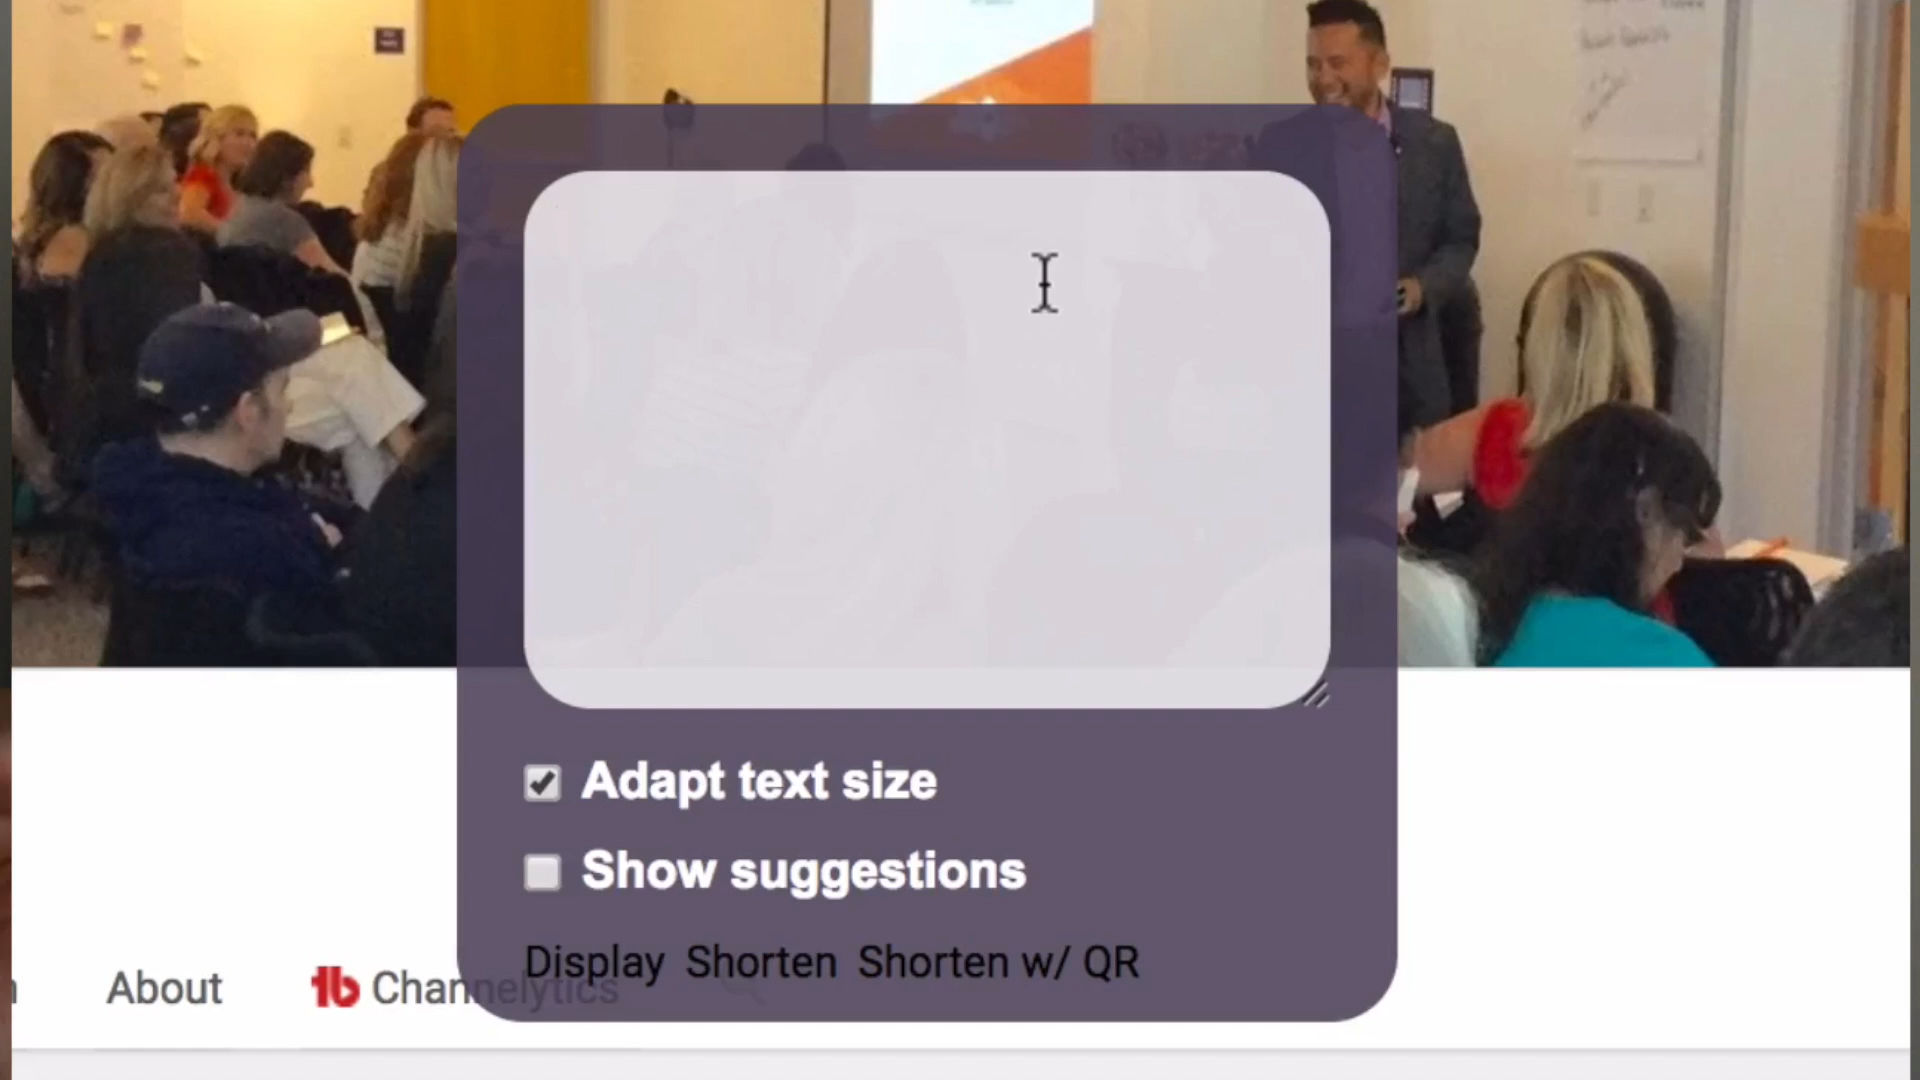 Adapt text size
Show suggestions
Display Shorten Shorten w/ QR
About
Channelytics